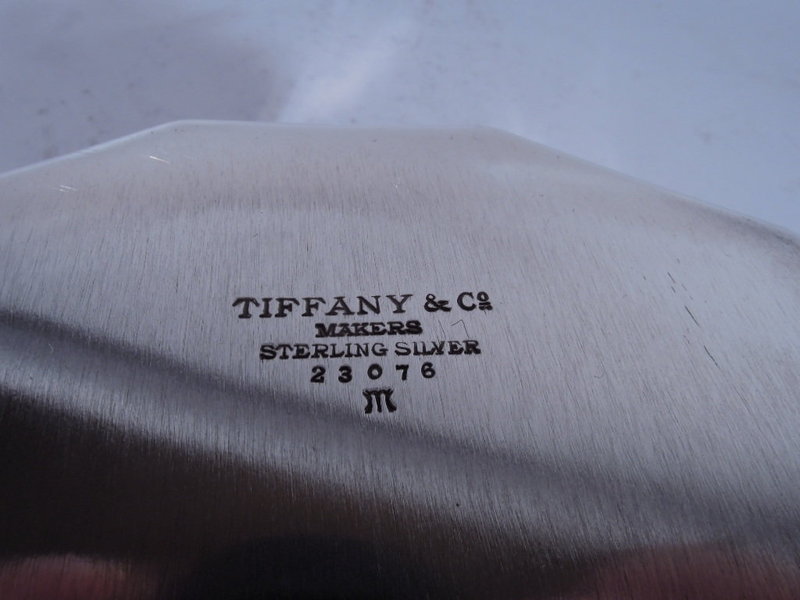 TIFFANY & Cº
MAKERS
STERLING SILVER
23076
m